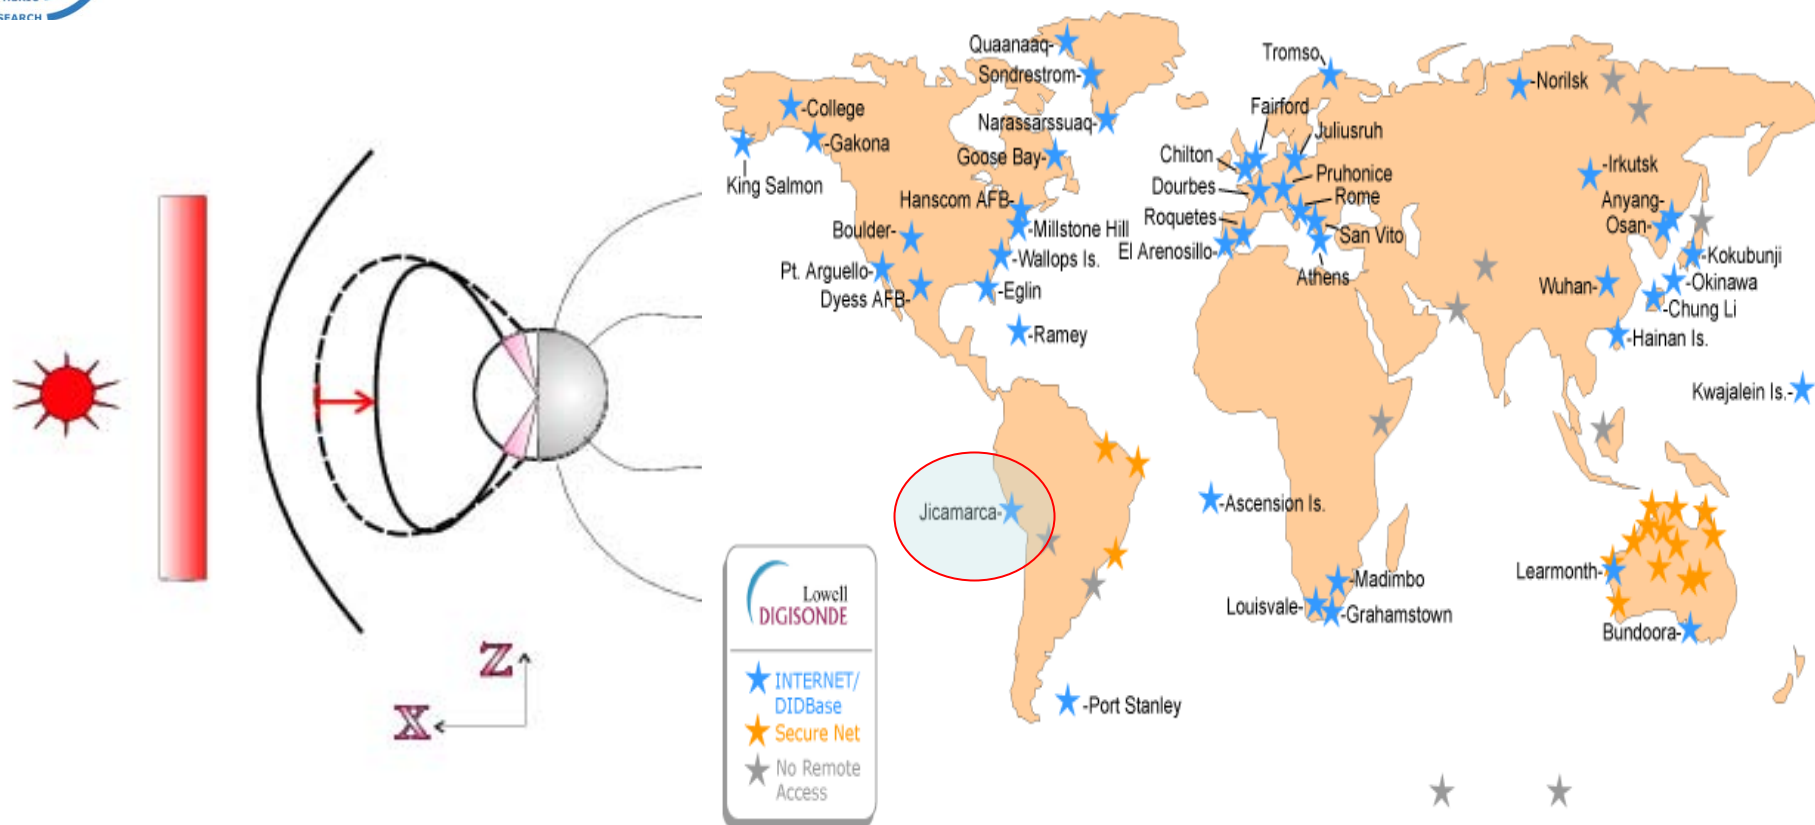 SEARCH
Quaanaaq-
Sondrestrom-
Narassarssuaq-
Goose Bay-
-College
-Gakona
King Salmon
Hanscom AFB-
-Millstone Hill
Boulder-
-Wallops Is.
Pt. Arguello-
Dyess AFB-
-Eglin
-Ramey
Tromso
Fairford
Juliusruh
Chilton
Pruhonice
Dourbes
Rome
Roquetes
San Vito
El Arenosillo-
Athens
-Norilsk
-Irkutsk
Anyang-
Osan-
-Kokubunji
Wuhan-
-Okinawa
-Chung Li
-Hainan Is.
Kwajalein Is.-
Jicamarca-
-Ascension Is.
-Madimbo
Louisvale-
-Grahamstown
Learmonth-
Bundoora-
-Port Stanley
Z
X
Lowell
DIGISONDE
INTERNET/
DIDBase
Secure Net
No Remote
Access